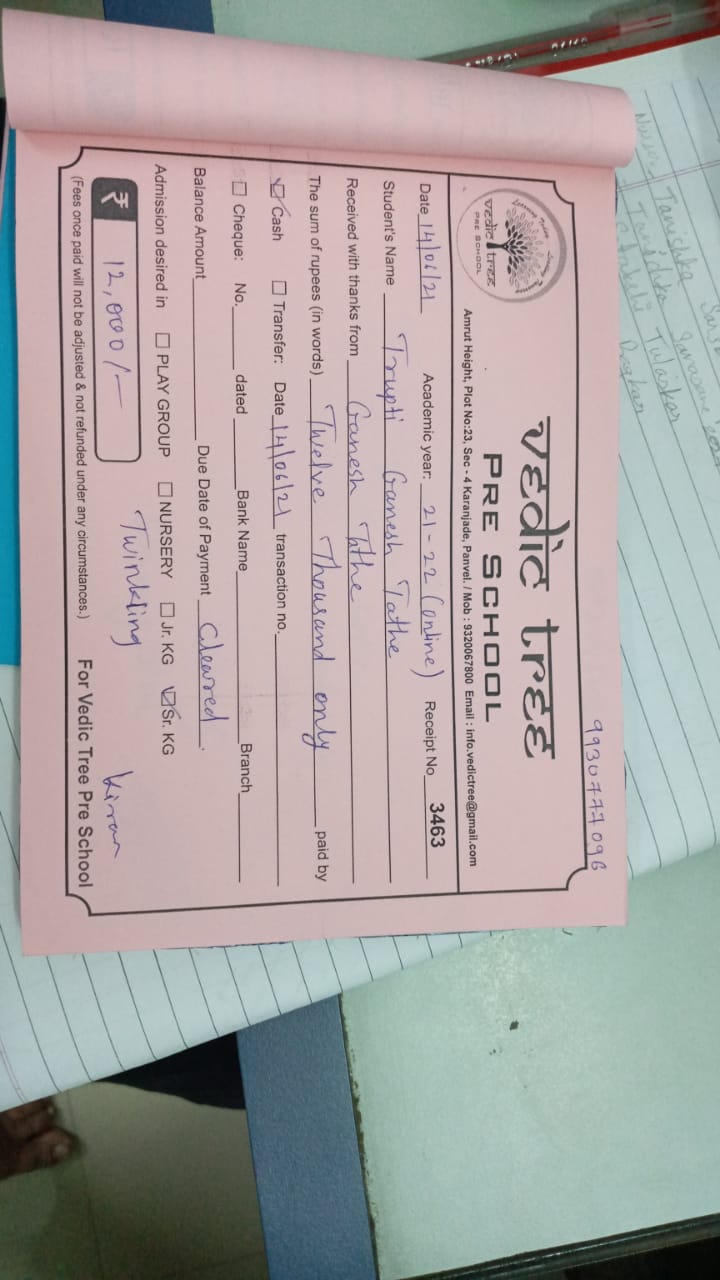 9930777096
vedic tree
PRE SCHOOL
vedic tree
PRE SCHOOL
Amrut Height, Plot No:23, Sec - 4 Karanjade, Panvel. / Mob : 9320067800 Email : info.vedictree@gmail.com
Date 14/06/21 Academic year: 21-22 (online) Receipt No. 3463
Student's Name Trupti Ganesh Tathe
Received with thanks from Ganesh Tathe
The sum of rupees (in words) Twelve Thousand only paid by
Cash Transfer: Date 14/06/21 transaction no.
Cheque: No. dated Bank Name Branch
Balance Amount Due Date of Payment Cleared.
Admission desired in PLAY GROUP NURSERY Jr. KG Sr. KG
₹ 12,000/- Twinkling Kiran
(Fees once paid will not be adjusted & not refunded under any circumstances.) For Vedic Tree Pre School
Tanishka